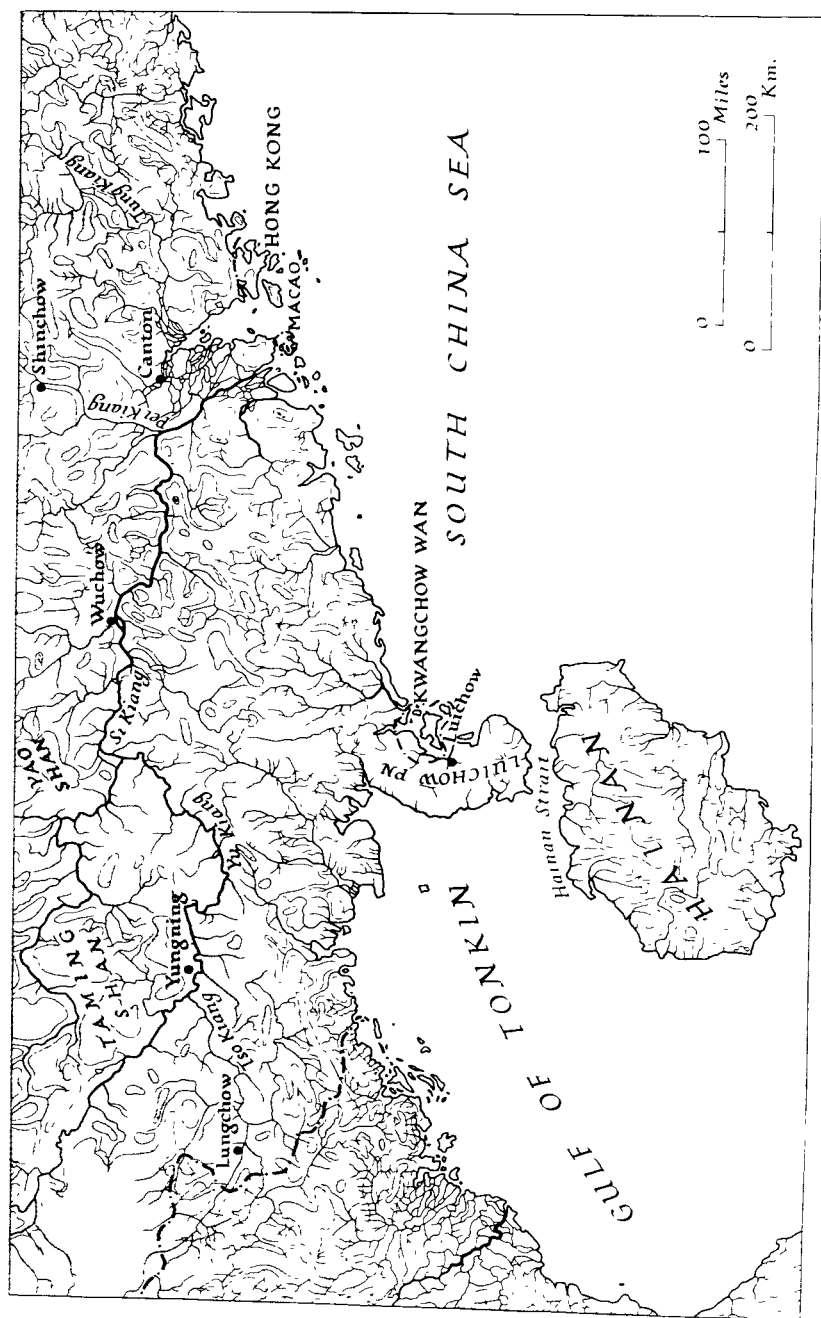 YAO
SHAN
TAMING
SHAN
Shiuchow
Tung Kiang
Pei Kiang
Canton
Wuchow
Si Kiang
Yungning
Yu Kiang
Tso Kiang
Lungchow
HONG KONG
MACAO
KWANGCHOW WAN
Luichow
LUICHOW PN
SOUTH CHINA SEA
GULF OF TONKIN
Hainan Strait
HAINAN
0 100
Miles
0 200
Km.